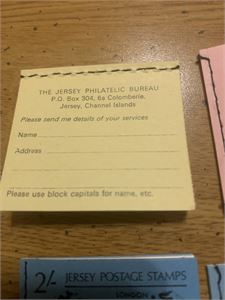 THE JERSEY PHILATELIC BUREAU
P.O. Box 304, 6a Colomberie,
Jersey, Channel Islands
Please send me details of your services
Name
Address
Please use block capitals for name, etc.
2/- JERSEY POSTAGE STAMPS
LONDON